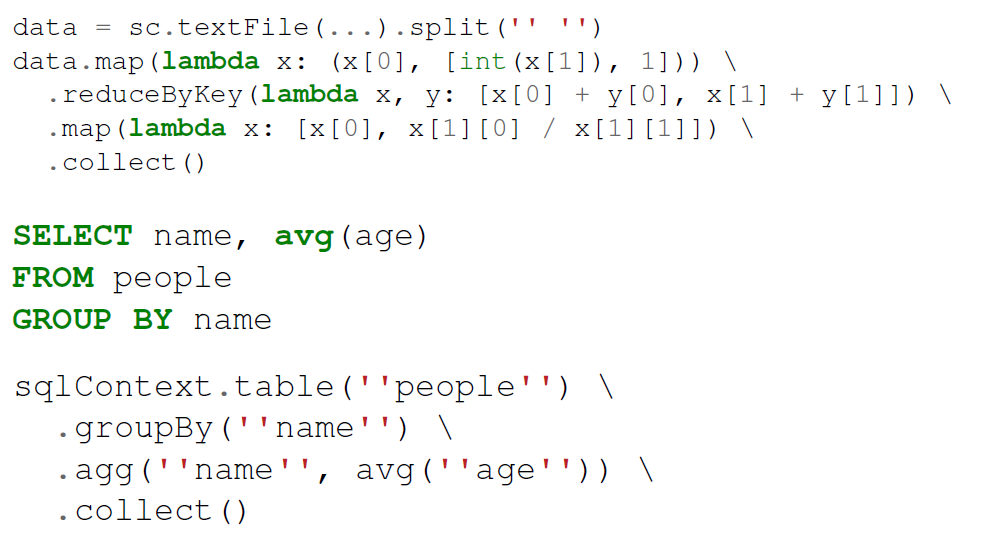 data = sc.textFile(...).split('' '')
data.map(lambda x: (x[0], [int(x[1]), 1])) \
.reduceByKey(lambda x, y: [x[0] + y[0], x[1] + y[1]]) \
.map(lambda x: [x[0], x[1][0] / x[1][1]]) \
.collect()
SELECT name, avg(age)
FROM people
GROUP BY name
sqlContext.table(''people'') \
.groupBy(''name'') \
.agg(''name'', avg(''age'')) \
.collect()